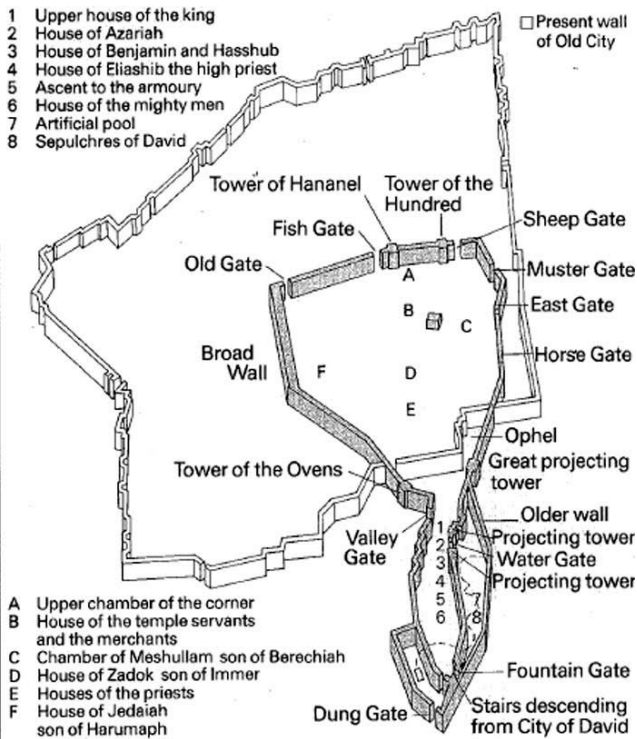 1 Upper house of the king
2 House of Azariah
3 House of Benjamin and Hasshub
4 House of Eliashib the high priest
5 Ascent to the armoury
6 House of the mighty men
7 Artificial pool
8 Sepulchres of David
Present wall
of Old City
Tower of Hananel
Tower of the
Hundred
Sheep Gate
Fish Gate
Old Gate
Muster Gate
A
East Gate
B
C
Broad
Wall
Horse Gate
F
D
E
Ophel
Great projecting
tower
Tower of the Ovens
Older wall
Valley
Gate
1
2
3
4
5
6
Projecting tower
Water Gate
Projecting tower
7
8
Fountain Gate
Stairs descending
from City of David
Dung Gate
A Upper chamber of the corner
B House of the temple servants
and the merchants
C Chamber of Meshullam son of Berechiah
D House of Zadok son of Immer
E Houses of the priests
F House of Jedaiah
son of Harumaph